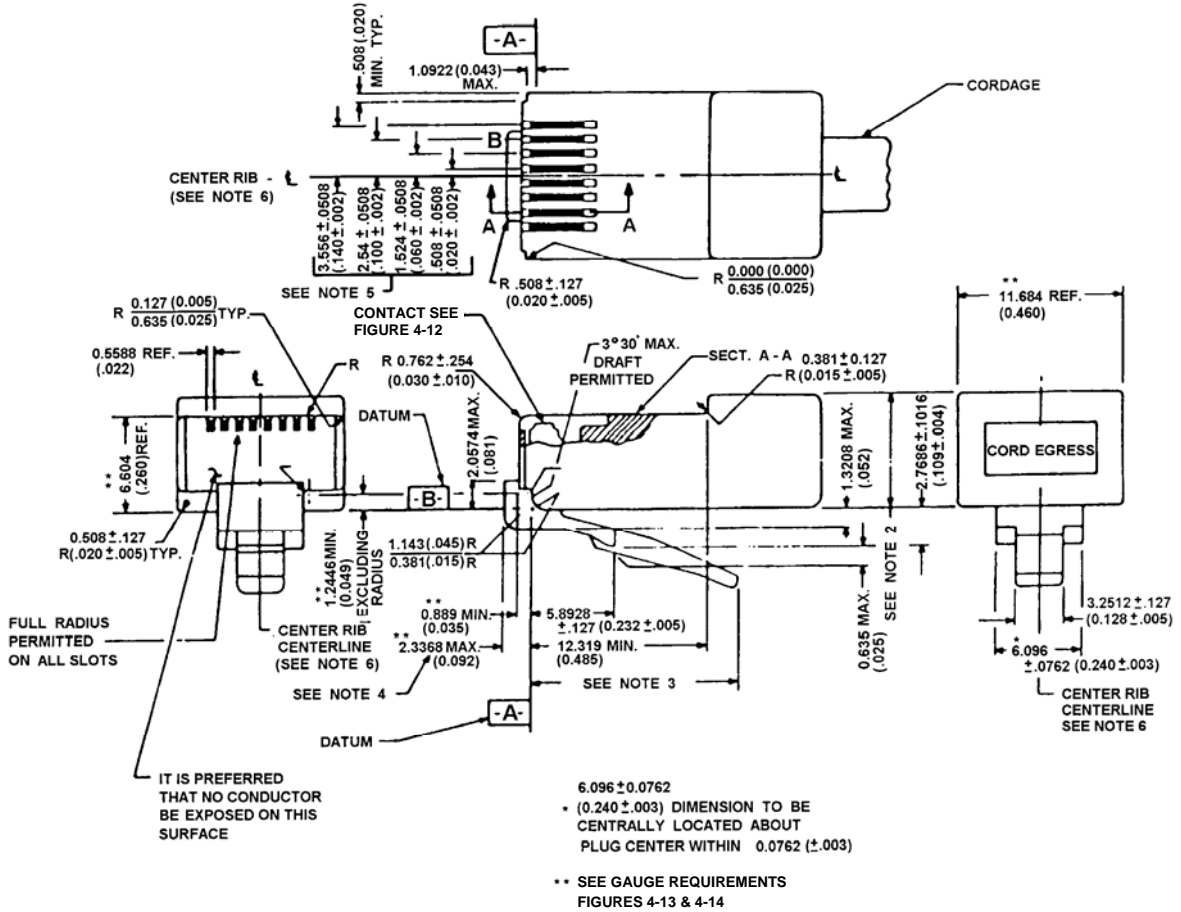 -A-
.508 (.020)
MIN. TYP.
1.0922 (0.043)
MAX.
CORDAGE
B
CENTER RIB - ℄
(SEE NOTE 6)
℄
A
A
3.556 ±.0508
(.140 ±.002)
2.54 ±.0508
(.100 ±.002)
1.524 ±.0508
(.060 ±.002)
.508 ±.0508
(.020 ±.002)
SEE NOTE 5
R .508 ±.127
(0.020 ±.005)
R 0.000 (0.000)
0.635 (0.025)
**
11.684 REF.
(0.460)
R 0.127 (0.005)
0.635 (0.025) TYP.
CONTACT SEE
FIGURE 4-12
0.5588 REF.
(.022)
℄
R
R 0.762 ±.254
(0.030 ±.010)
3° 30' MAX.
DRAFT
PERMITTED
SECT. A - A
0.381 ± 0.127
R (0.015 ±.005)
DATUM
** 6.604
(.260) REF.
2.0574 MAX.
(.081)
-B-
1.3208 MAX.
(.052)
2.7686 ±.1016
(.109 ±.004)
CORD EGRESS
0.508 ±.127
R(.020 ±.005) TYP.
** 1.2446 MIN.
(0.049)
EXCLUDING
RADIUS
1.143 (.045) R
0.381 (.015) R
SEE NOTE 2
**
0.889 MIN.
(0.035)
5.8928
±.127 (0.232 ±.005)
0.635 MAX.
(.025)
3.2512 ±.127
(0.128 ±.005)
FULL RADIUS
PERMITTED
ON ALL SLOTS
CENTER RIB
CENTERLINE
(SEE NOTE 6)
**
2.3368 MAX.
(0.092)
12.319 MIN.
(0.485)
*
6.096
±.0762 (0.240 ±.003)
SEE NOTE 4
SEE NOTE 3
CENTER RIB
CENTERLINE
SEE NOTE 6
-A-
DATUM
IT IS PREFERRED
THAT NO CONDUCTOR
BE EXPOSED ON THIS
SURFACE
6.096 ± 0.0762
* (0.240 ±.003) DIMENSION TO BE
CENTRALLY LOCATED ABOUT
PLUG CENTER WITHIN 0.0762 (±.003)
** SEE GAUGE REQUIREMENTS
FIGURES 4-13 & 4-14